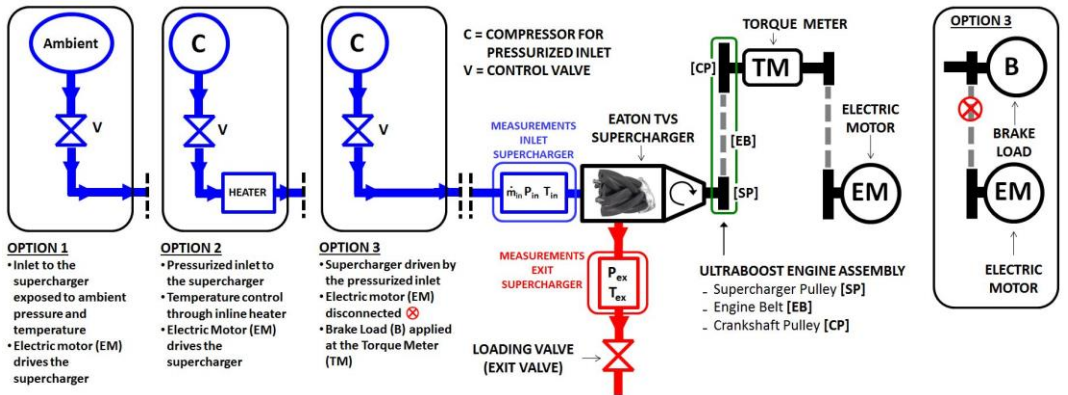 Ambient
V
OPTION 1
•Inlet to the
supercharger
exposed to ambient
pressure and
temperature
•Electric motor (EM)
drives the
supercharger
C
V
HEATER
OPTION 2
•Pressurized inlet to
the supercharger
•Temperature control
through inline heater
•Electric Motor (EM)
drives the
supercharger
C
V
OPTION 3
•Supercharger driven by
the pressurized inlet
•Electric motor (EM)
disconnected
•Brake Load (B) applied
at the Torque Meter
(TM)
C = COMPRESSOR FOR
PRESSURIZED INLET
V = CONTROL VALVE
MEASUREMENTS
INLET
SUPERCHARGER
ṁin Pin Tin
EATON TVS
SUPERCHARGER
MEASUREMENTS
EXIT
SUPERCHARGER
Pex
Tex
LOADING VALVE
(EXIT VALVE)
[CP]
[EB]
[SP]
TORQUE METER
TM
ELECTRIC
MOTOR
EM
ULTRABOOST ENGINE ASSEMBLY
- Supercharger Pulley [SP]
- Engine Belt [EB]
- Crankshaft Pulley [CP]
OPTION 3
B
BRAKE
LOAD
EM
ELECTRIC
MOTOR